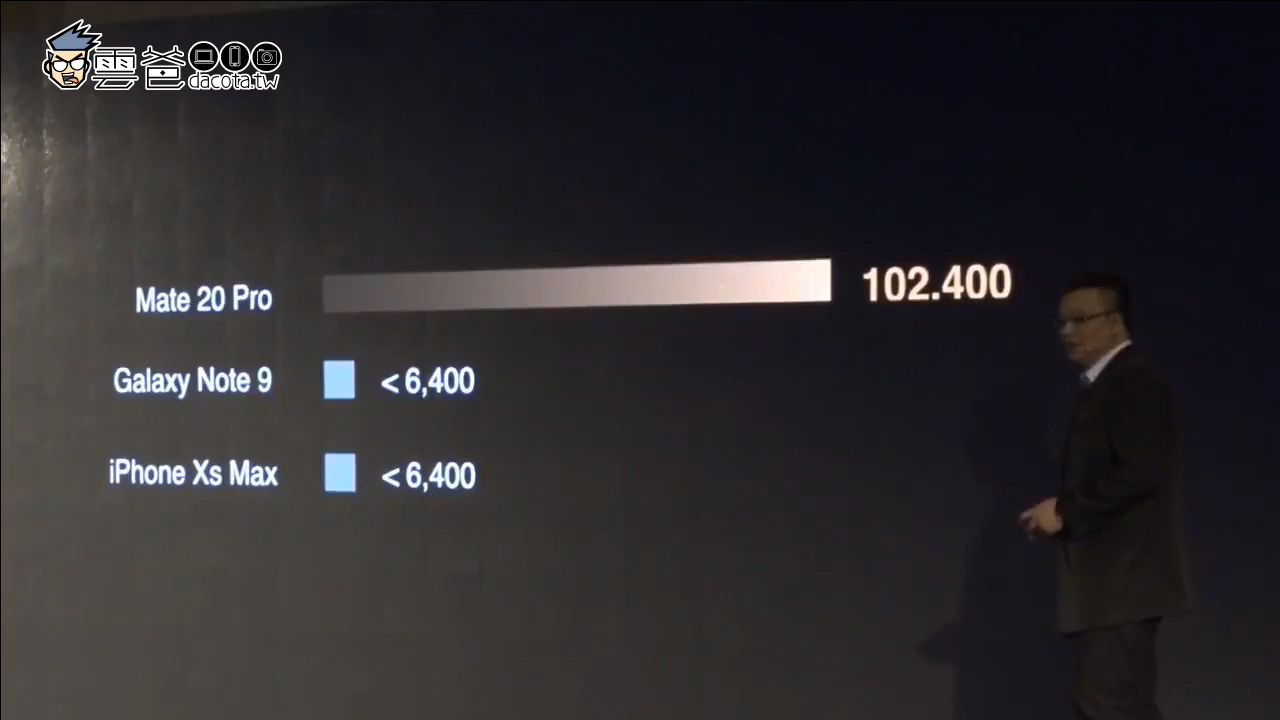 雲爸
dacota.tw
Mate 20 Pro 102.400
Galaxy Note 9 <6,400
iPhone Xs Max <6,400